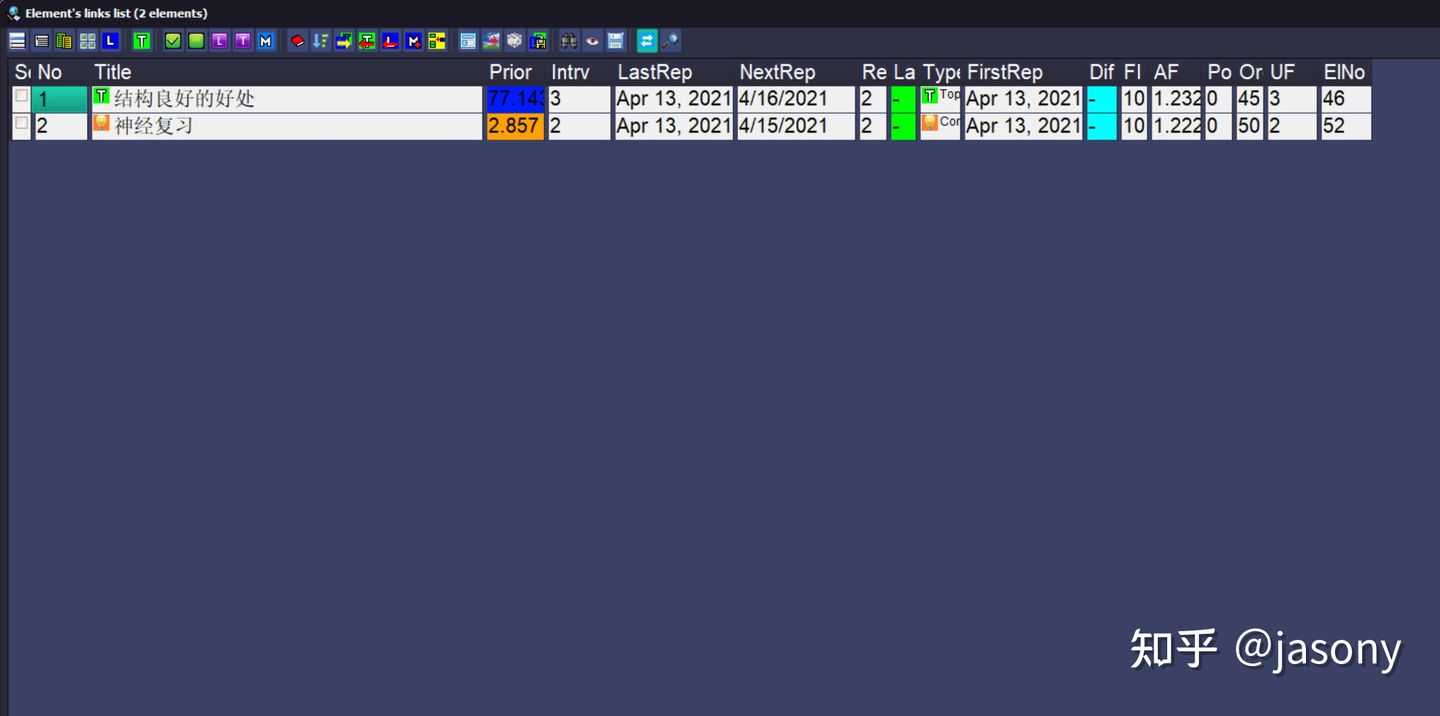 Element's links list (2 elements)
No Title Prior Intrv LastRep NextRep Re La Type FirstRep Dif FI AF Po Or UF ElNo
1 T 结构良好的好处 77.143 3 Apr 13, 2021 4/16/2021 2 - T Top Apr 13, 2021 - 10 1.232 0 45 3 46
2 神经复习 2.857 2 Apr 13, 2021 4/15/2021 2 - Cor Apr 13, 2021 - 10 1.222 0 50 2 52
知乎 @jasony